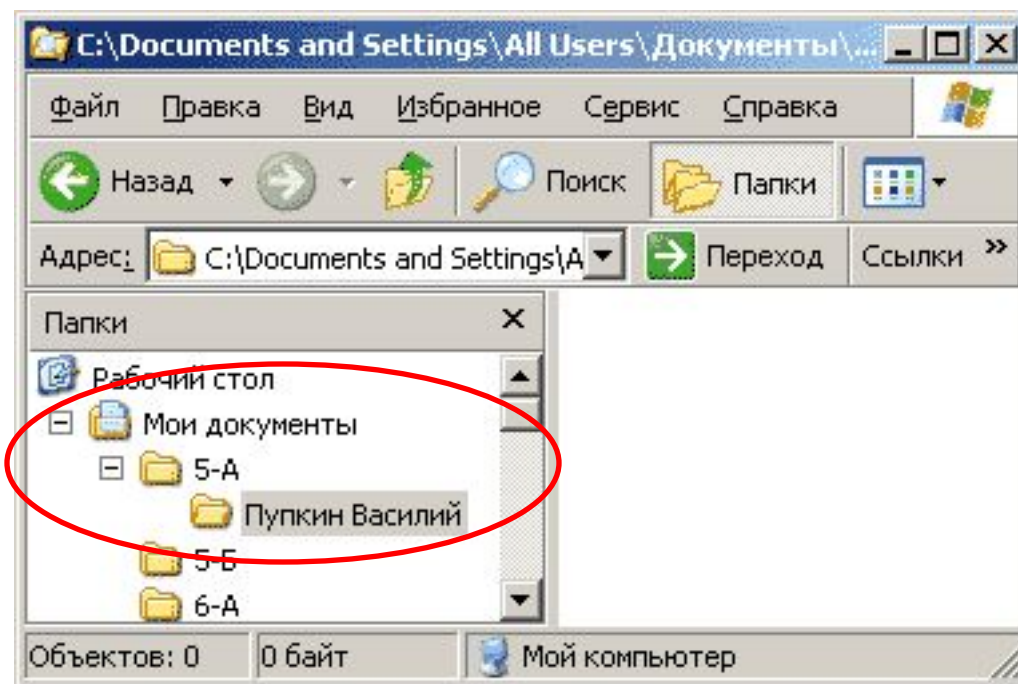 C:\Documents and Settings\All Users\Документы\...
Файл Правка Вид Избранное Сервис Справка
Назад Поиск Папки
Адрес: C:\Documents and Settings\A Переход Ссылки »
Папки
Рабочий стол
Мои документы
5-А
Пупкин Василий
5-Б
6-А
Объектов: 0 0 байт Мой компьютер